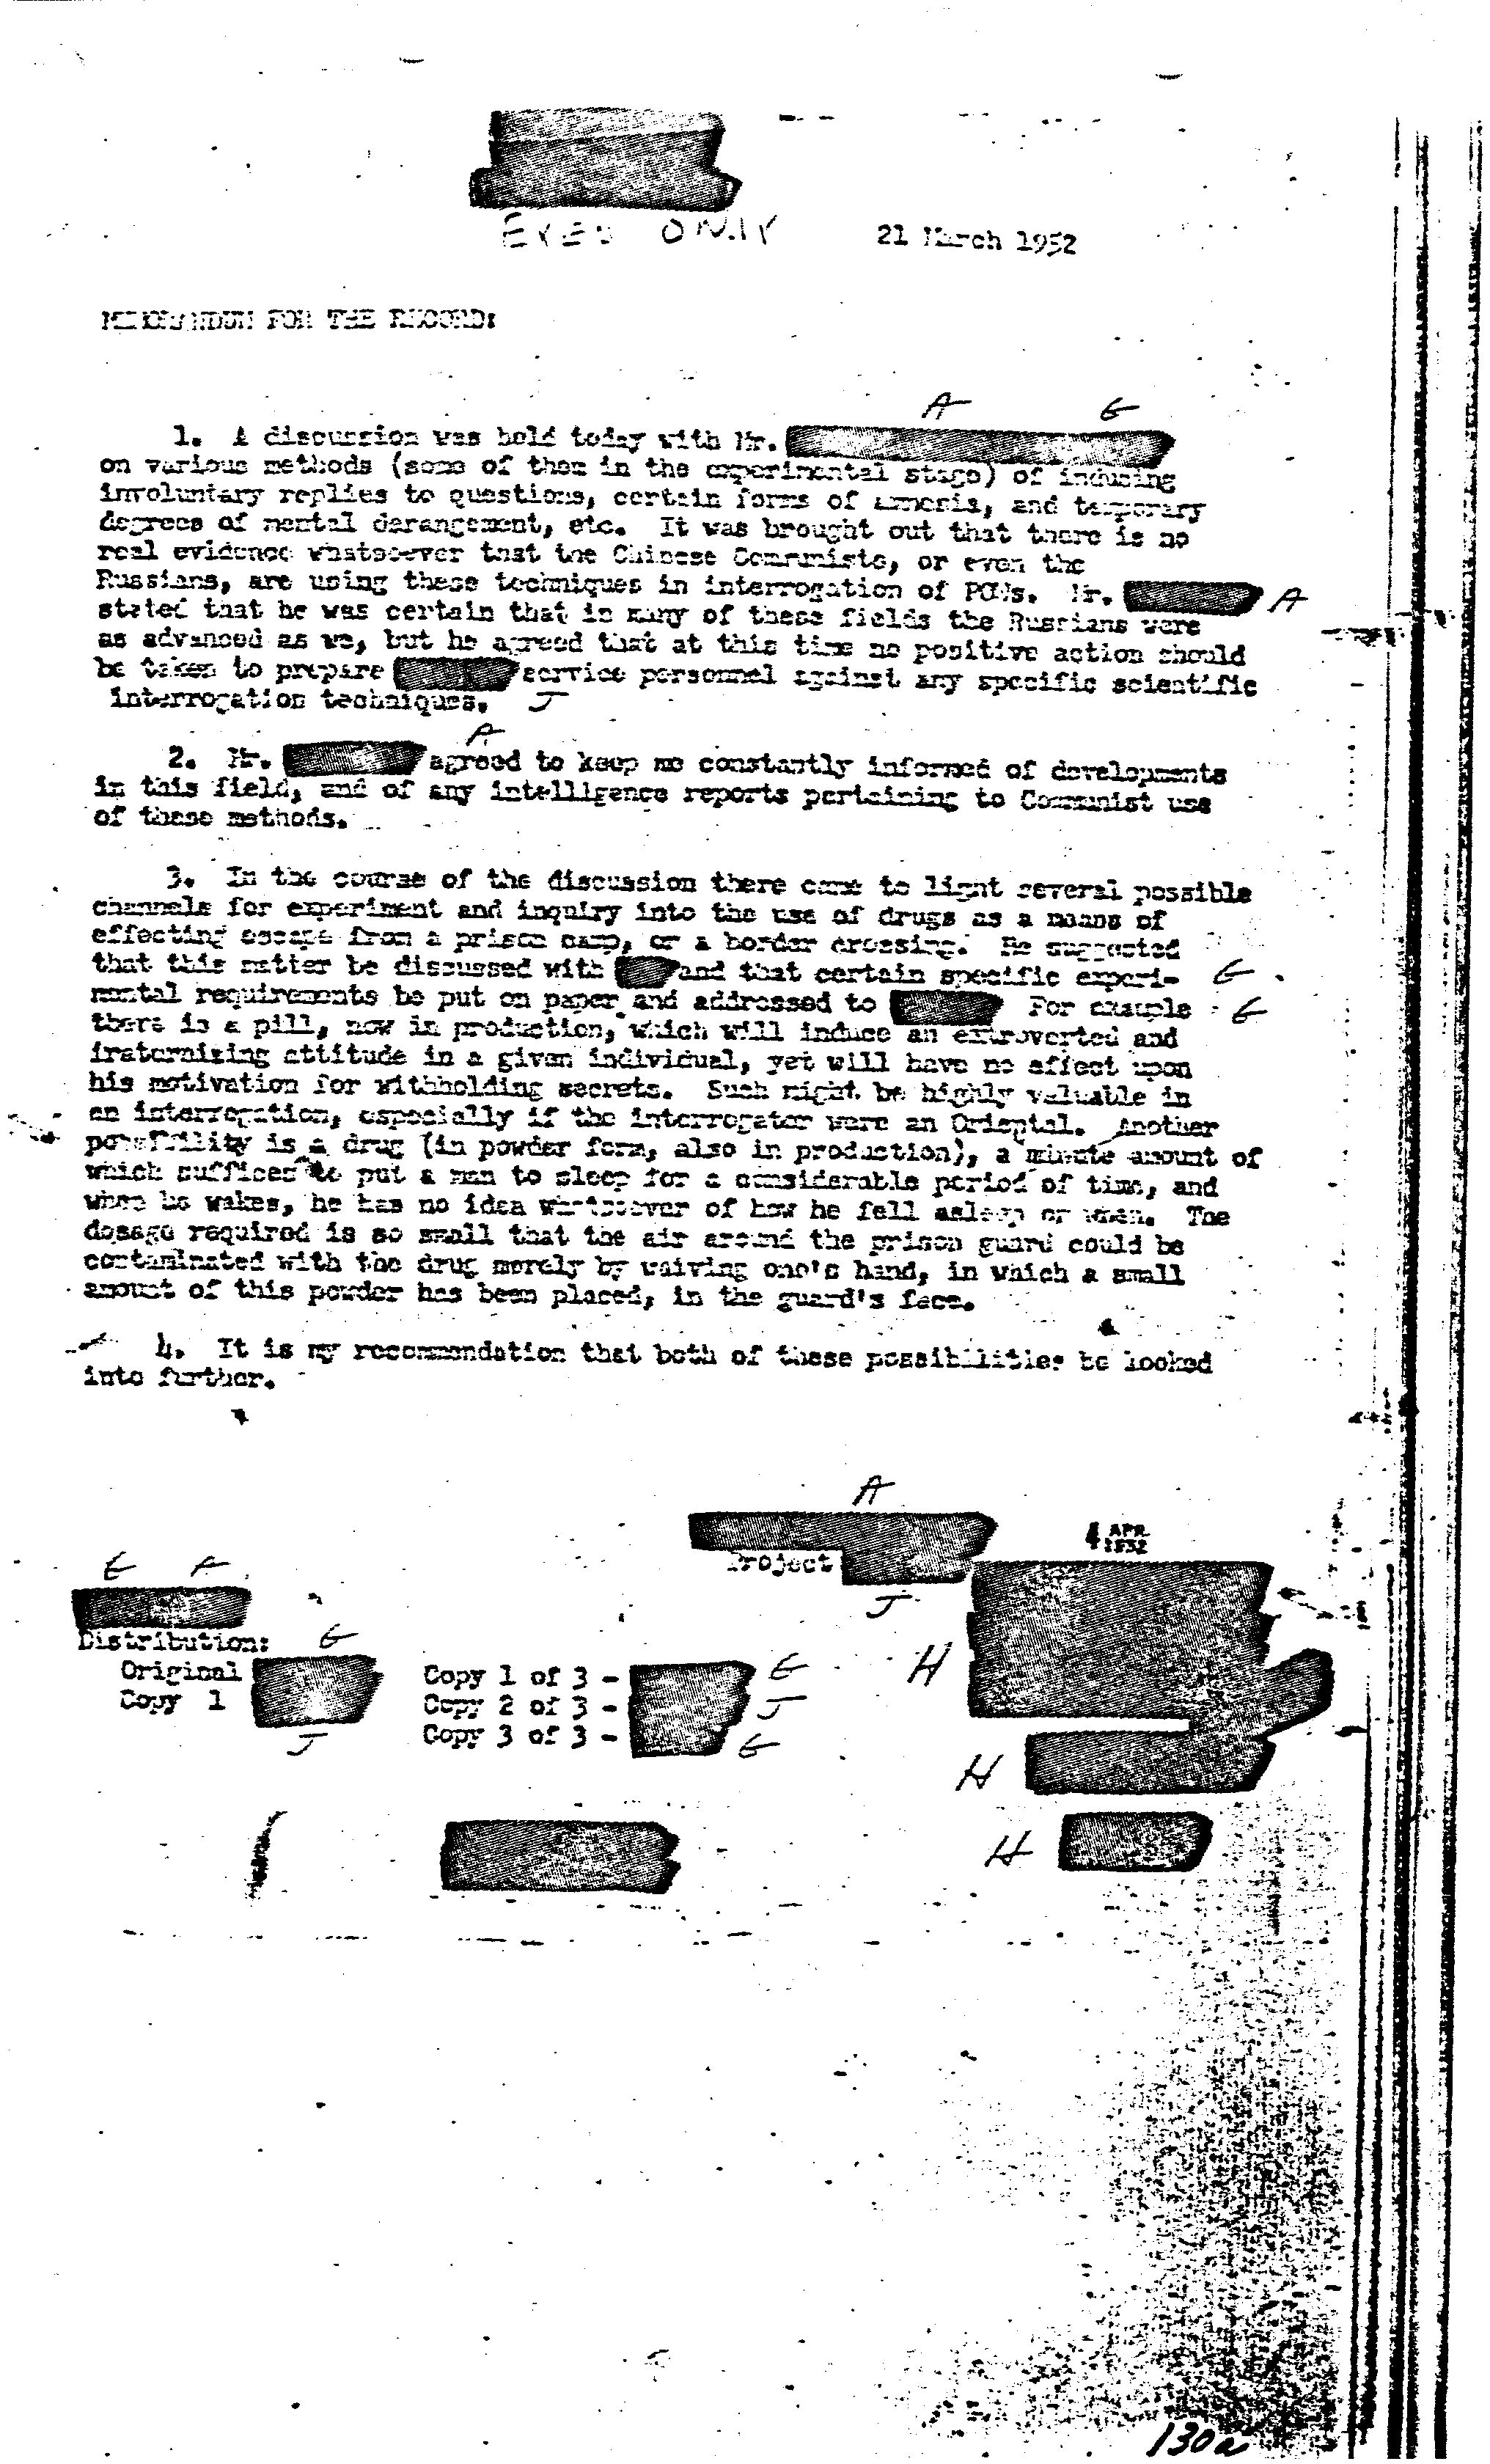 EYES ONLY
21 March 1952
MEMORANDUM FOR THE RECORD:
A G
1. A discussion was held today with Mr.
on various methods (some of them in the experimental stage) of inducing
involuntary replies to questions, certain forms of amnesia, and temporary
degrees of mental derangement, etc. It was brought out that there is no
real evidence whatsoever that the Chinese Communists, or even the
Russians, are using these techniques in interrogation of POWs. Mr. A
stated that he was certain that in many of these fields the Russians were
as advanced as we, but he agreed that at this time no positive action should
be taken to prepare service personnel against any specific scientific
interrogation techniques. J
A
2. Mr. agreed to keep me constantly informed of developments
in this field, and of any intelligence reports pertaining to Communist use
of these methods.
3. In the course of the discussion there came to light several possible
channels for experiment and inquiry into the use of drugs as a means of
effecting escape from a prison camp, or a border crossing. He suggested
that this matter be discussed with and that certain specific experi- G
mental requirements be put on paper and addressed to For example G
there is a pill, now in production, which will induce an extroverted and
fraternizing attitude in a given individual, yet will have no effect upon
his motivation for withholding secrets. Such might be highly valuable in
an interrogation, especially if the interrogator were an Oriental. Another
possibility is a drug (in powder form, also in production), a minute amount of
which suffices to put a man to sleep for a considerable period of time, and
when he wakes, he has no idea whatsoever of how he fell asleep or when. The
dosage required is so small that the air around the prison guard could be
contaminated with the drug merely by waiving one's hand, in which a small
amount of this powder has been placed, in the guard's face.
4. It is my recommendation that both of these possibilities be looked
into further.
A
4 APR. 1952
Project
J
G A
Distribution: G
Original
Copy 1
J
Copy 1 of 3 - G
Copy 2 of 3 - J
Copy 3 of 3 - G
H
H
H
130a